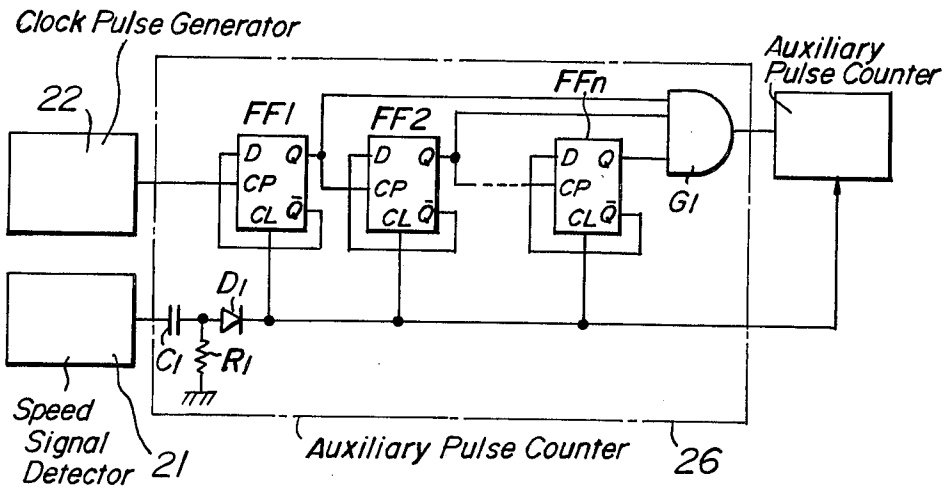 Clock Pulse Generator
22
Auxiliary
Pulse Counter
FF1
FF2
FFn
D Q
CP
CL Q̄
D Q
CP
CL Q̄
D Q
CP
CL Q̄
G1
D1
C1
R1
Speed
Signal
Detector
21
Auxiliary Pulse Counter
26